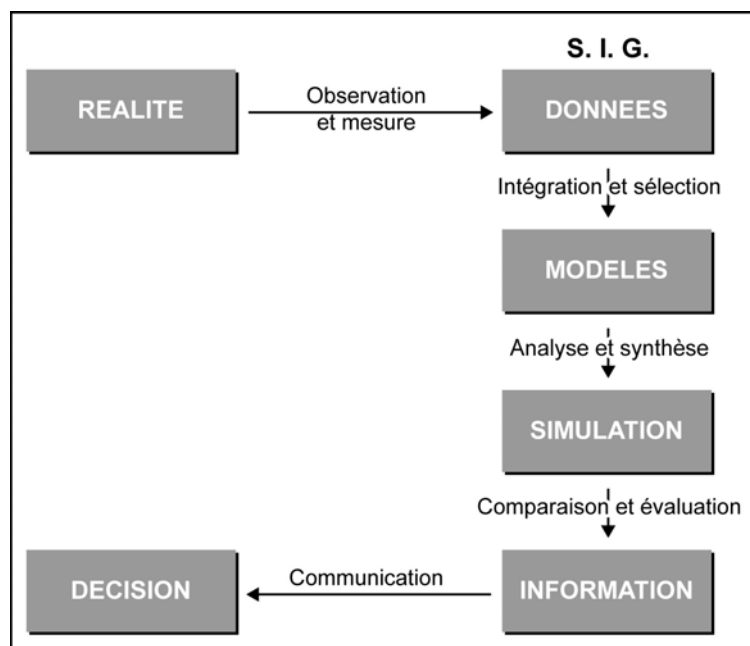 S. I. G.
REALITE
Observation
et mesure
DONNEES
Intégration et sélection
MODELES
Analyse et synthèse
SIMULATION
Comparaison et évaluation
DECISION
Communication
INFORMATION